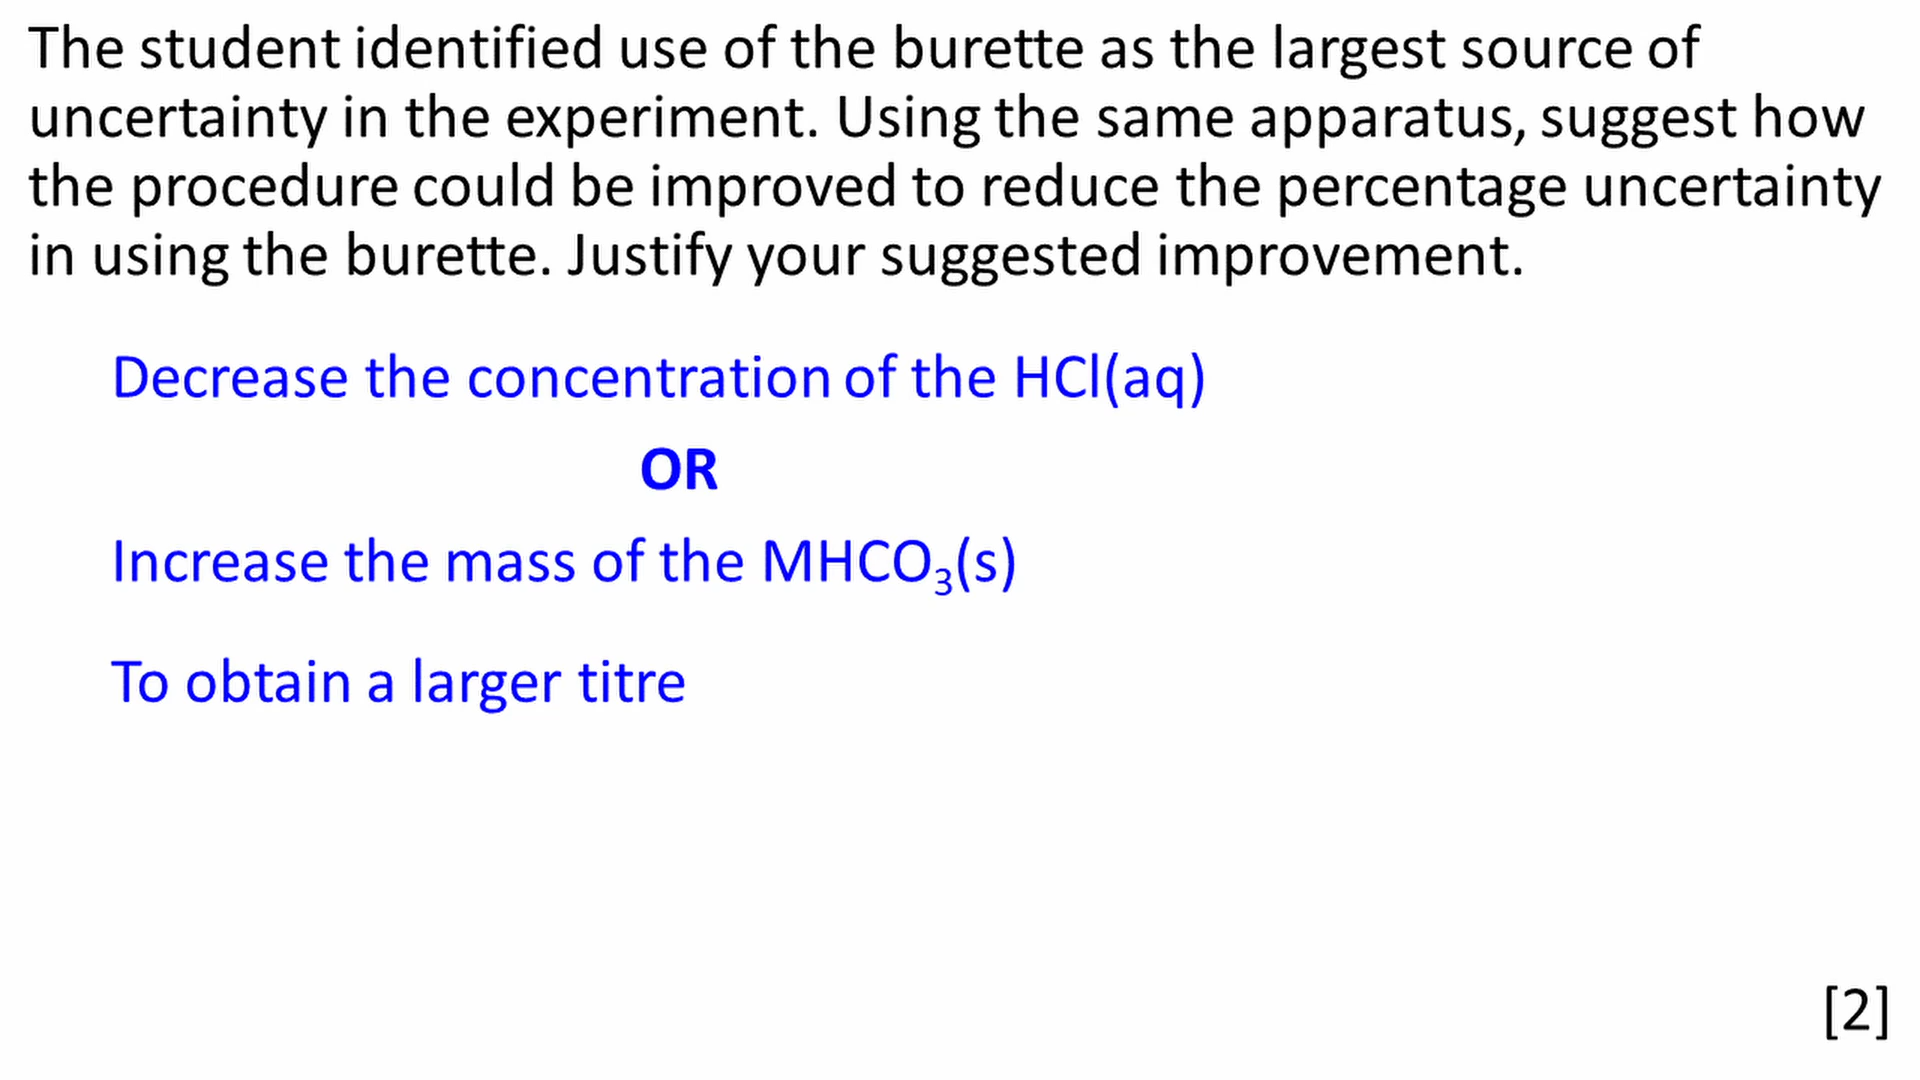 The student identified use of the burette as the largest source of
uncertainty in the experiment. Using the same apparatus, suggest how
the procedure could be improved to reduce the percentage uncertainty
in using the burette. Justify your suggested improvement.
Decrease the concentration of the HCl(aq)
OR
Increase the mass of the MHCO₃(s)
To obtain a larger titre
[2]